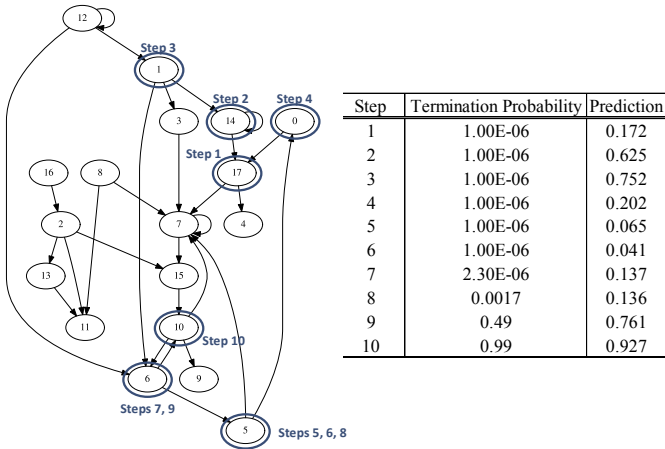 12
Step 3
1
Step 2
Step 4
3
14
0
Step 1
16
8
17
2
7
4
13
15
11
10
Step 10
6
9
Steps 7, 9
5
Steps 5, 6, 8
Step Termination Probability Prediction
1 1.00E-06 0.172
2 1.00E-06 0.625
3 1.00E-06 0.752
4 1.00E-06 0.202
5 1.00E-06 0.065
6 1.00E-06 0.041
7 2.30E-06 0.137
8 0.0017 0.136
9 0.49 0.761
10 0.99 0.927